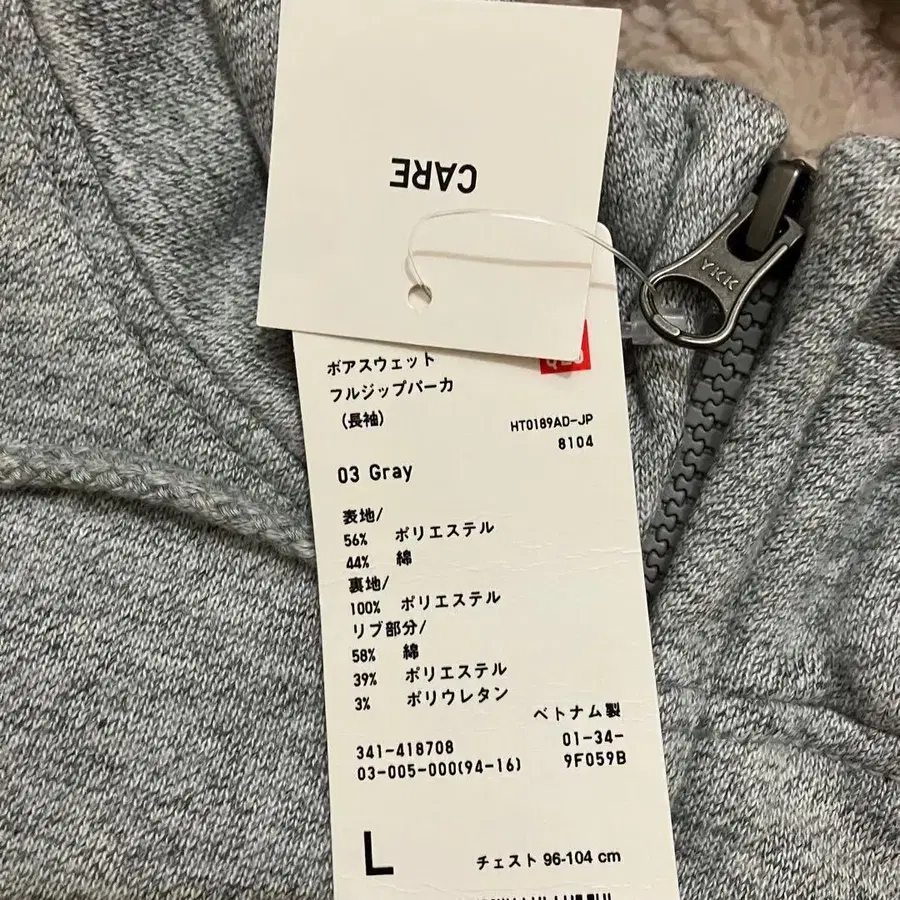 CARE
YKK
ボアスウェット
フルジップパーカ
(長袖)
HT0189AD-JP
8104
03 Gray
表地/
56% ポリエステル
44% 綿
裏地/
100% ポリエステル
リブ部分/
58% 綿
39% ポリエステル
3% ポリウレタン
ベトナム製
341-418708 01-34-
03-005-000(94-16) 9F059B
L チェスト 96-104 cm